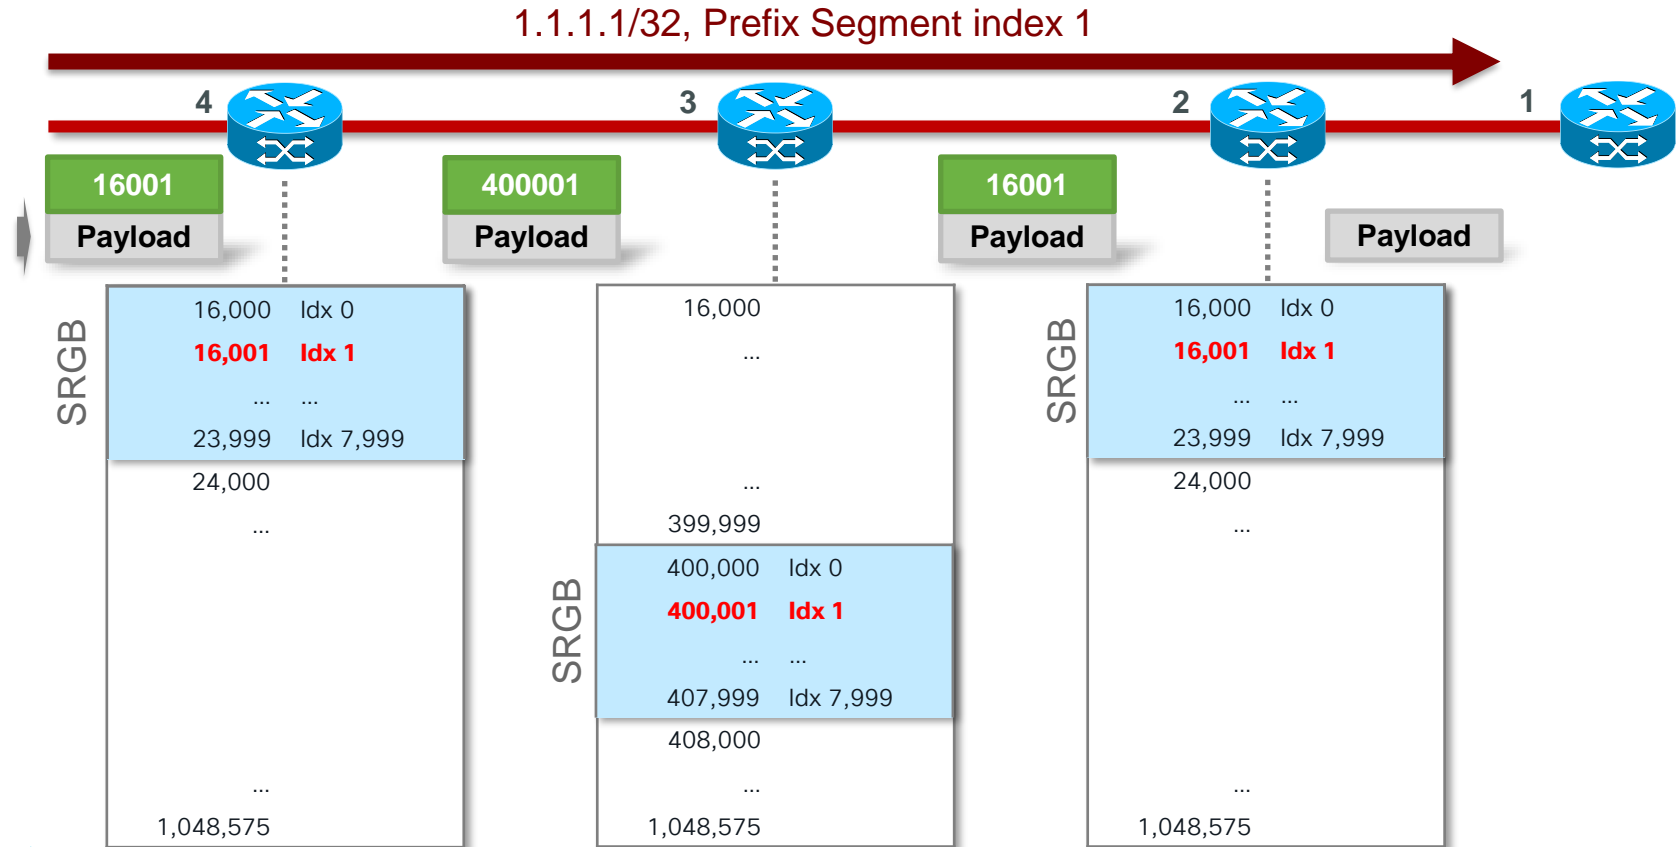 1.1.1.1/32, Prefix Segment index 1
4
3
2
1
16001
Payload
400001
Payload
16001
Payload
Payload
SRGB
16,000 Idx 0
16,001 Idx 1
... ...
23,999 Idx 7,999
24,000
...
...
1,048,575
16,000
...
...
399,999
SRGB
400,000 Idx 0
400,001 Idx 1
... ...
407,999 Idx 7,999
408,000
...
1,048,575
SRGB
16,000 Idx 0
16,001 Idx 1
... ...
23,999 Idx 7,999
24,000
...
...
1,048,575